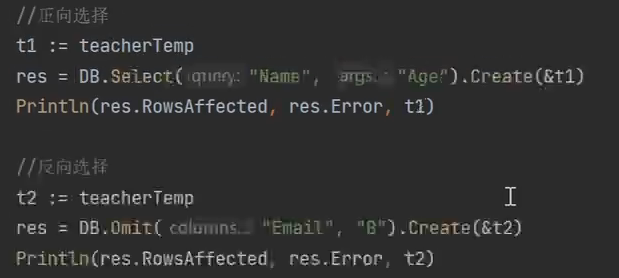 //正向选择
t1 := teacherTemp
res = DB.Select( query: "Name", args...: "Age").Create(&t1)
Println(res.RowsAffected, res.Error, t1)
//反向选择
t2 := teacherTemp
res = DB.Omit( columns...: "Email", "B").Create(&t2)
Println(res.RowsAffected, res.Error, t2)